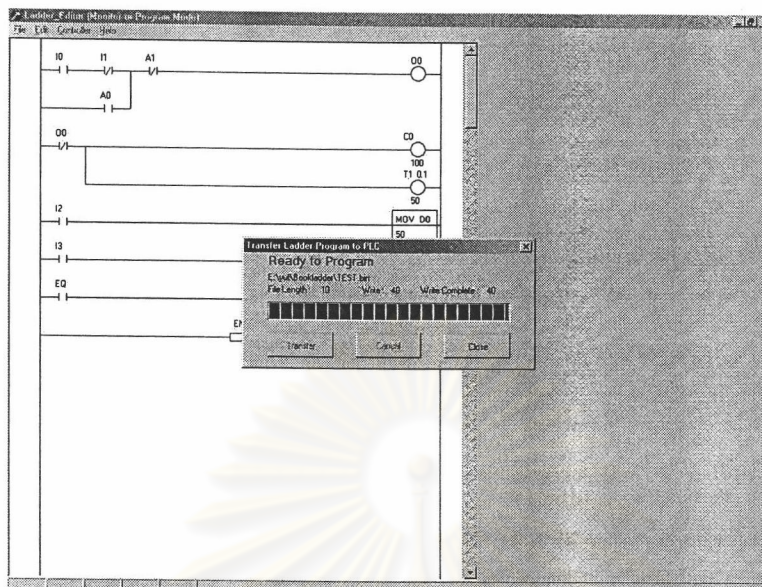 Ladder_Editor (Monitor in Program Mode)
File Edit Controller Help
I0 I1 A1 O0
A0
O0 C0
100
T1 0.1
50
I2 MOV D0
50
I3
Transfer Ladder Program to PLC
Ready to Program
File Length : 10 Write : 40 Write Complete : 40
EQ
Transfer Cancel Close